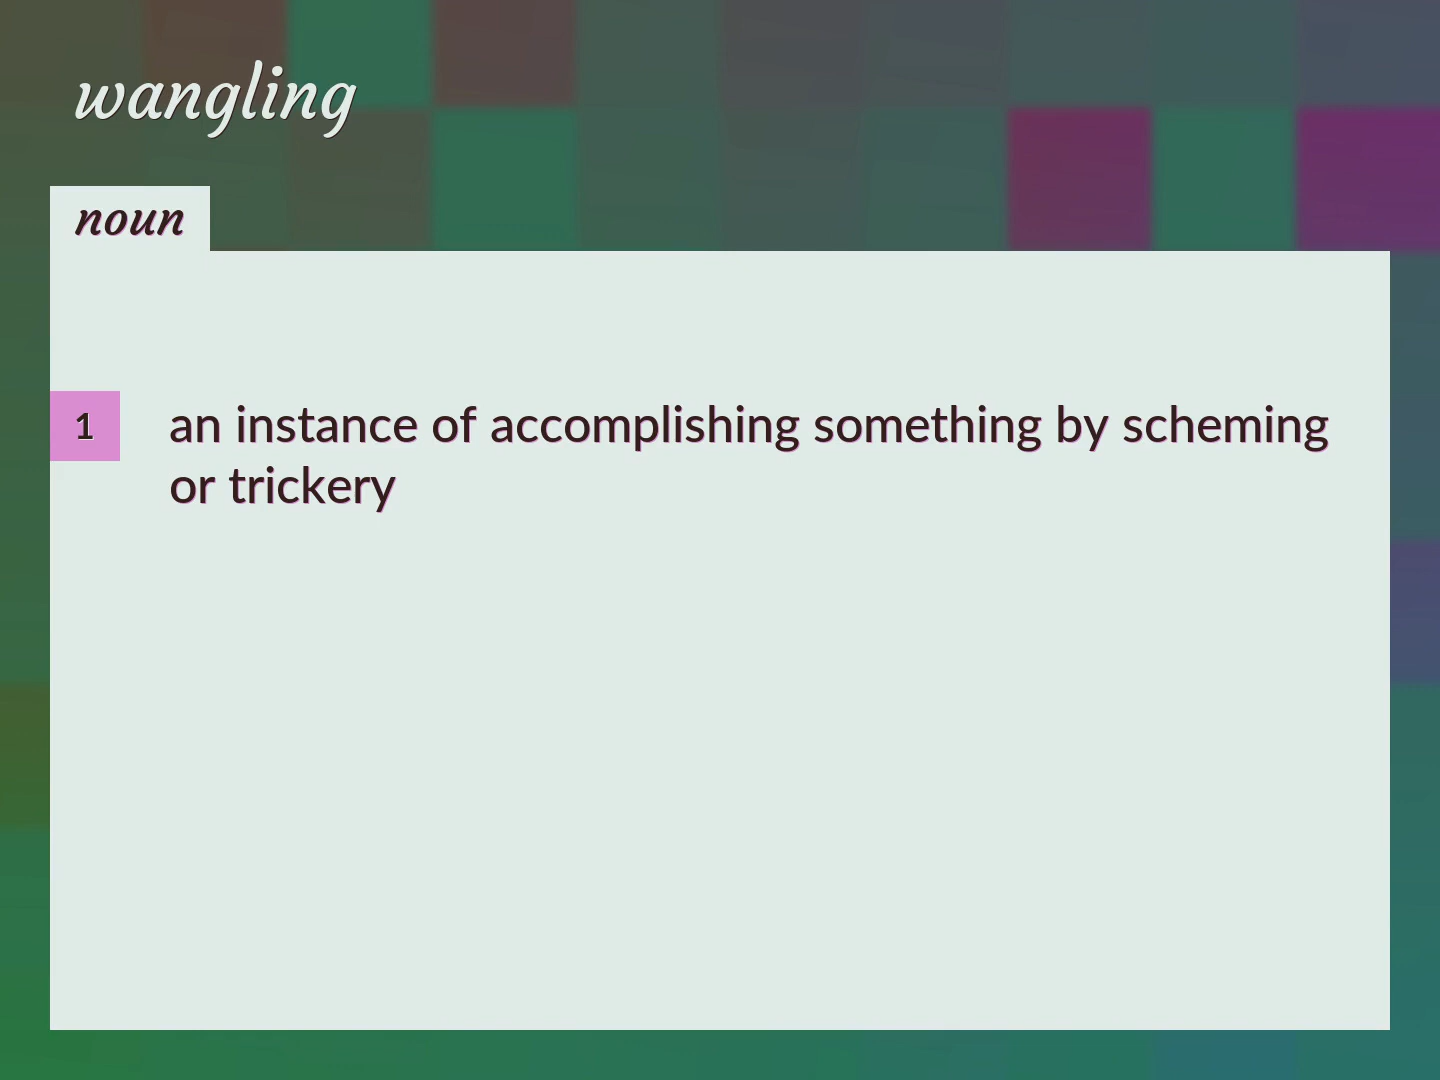 wangling
noun
1 an instance of accomplishing something by scheming
or trickery